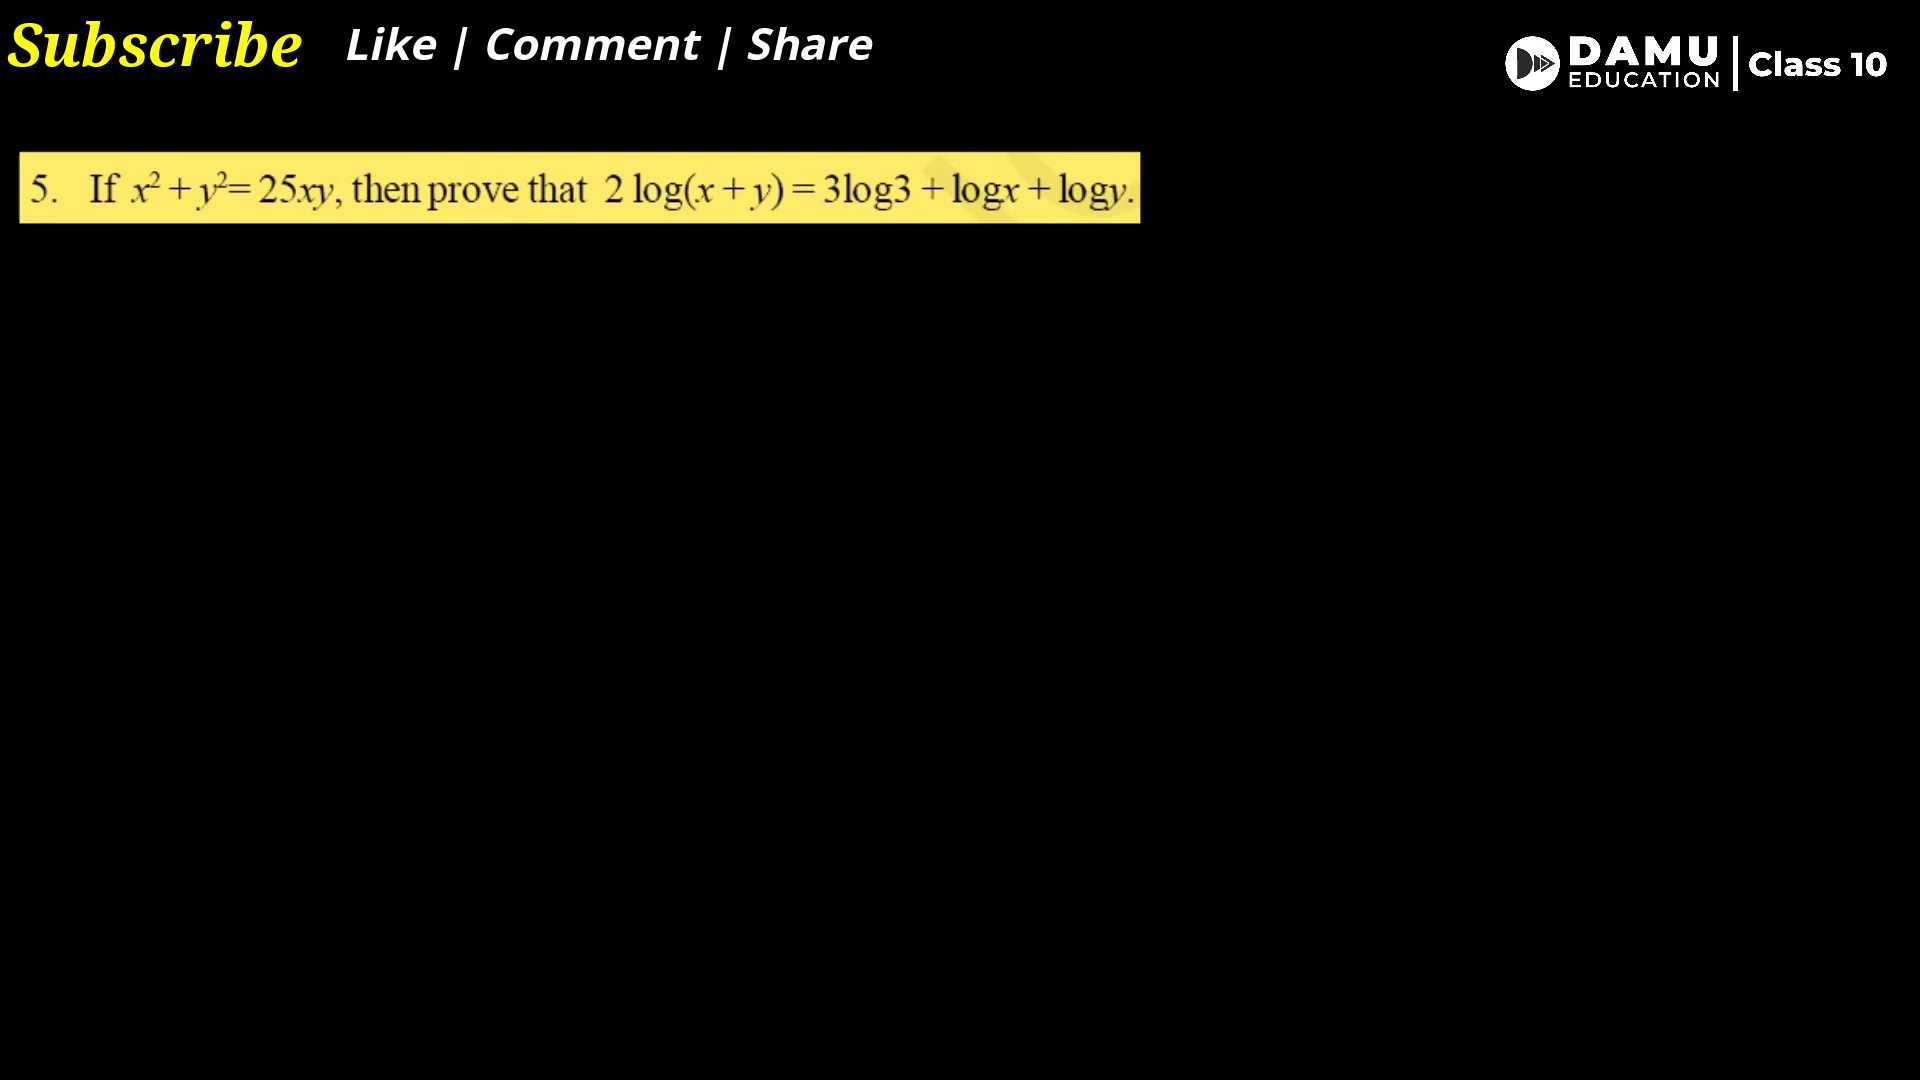 Subscribe Like | Comment | Share
DAMU EDUCATION | Class 10
5. If x² + y² = 25xy, then prove that 2 log(x + y) = 3log3 + logx + logy.